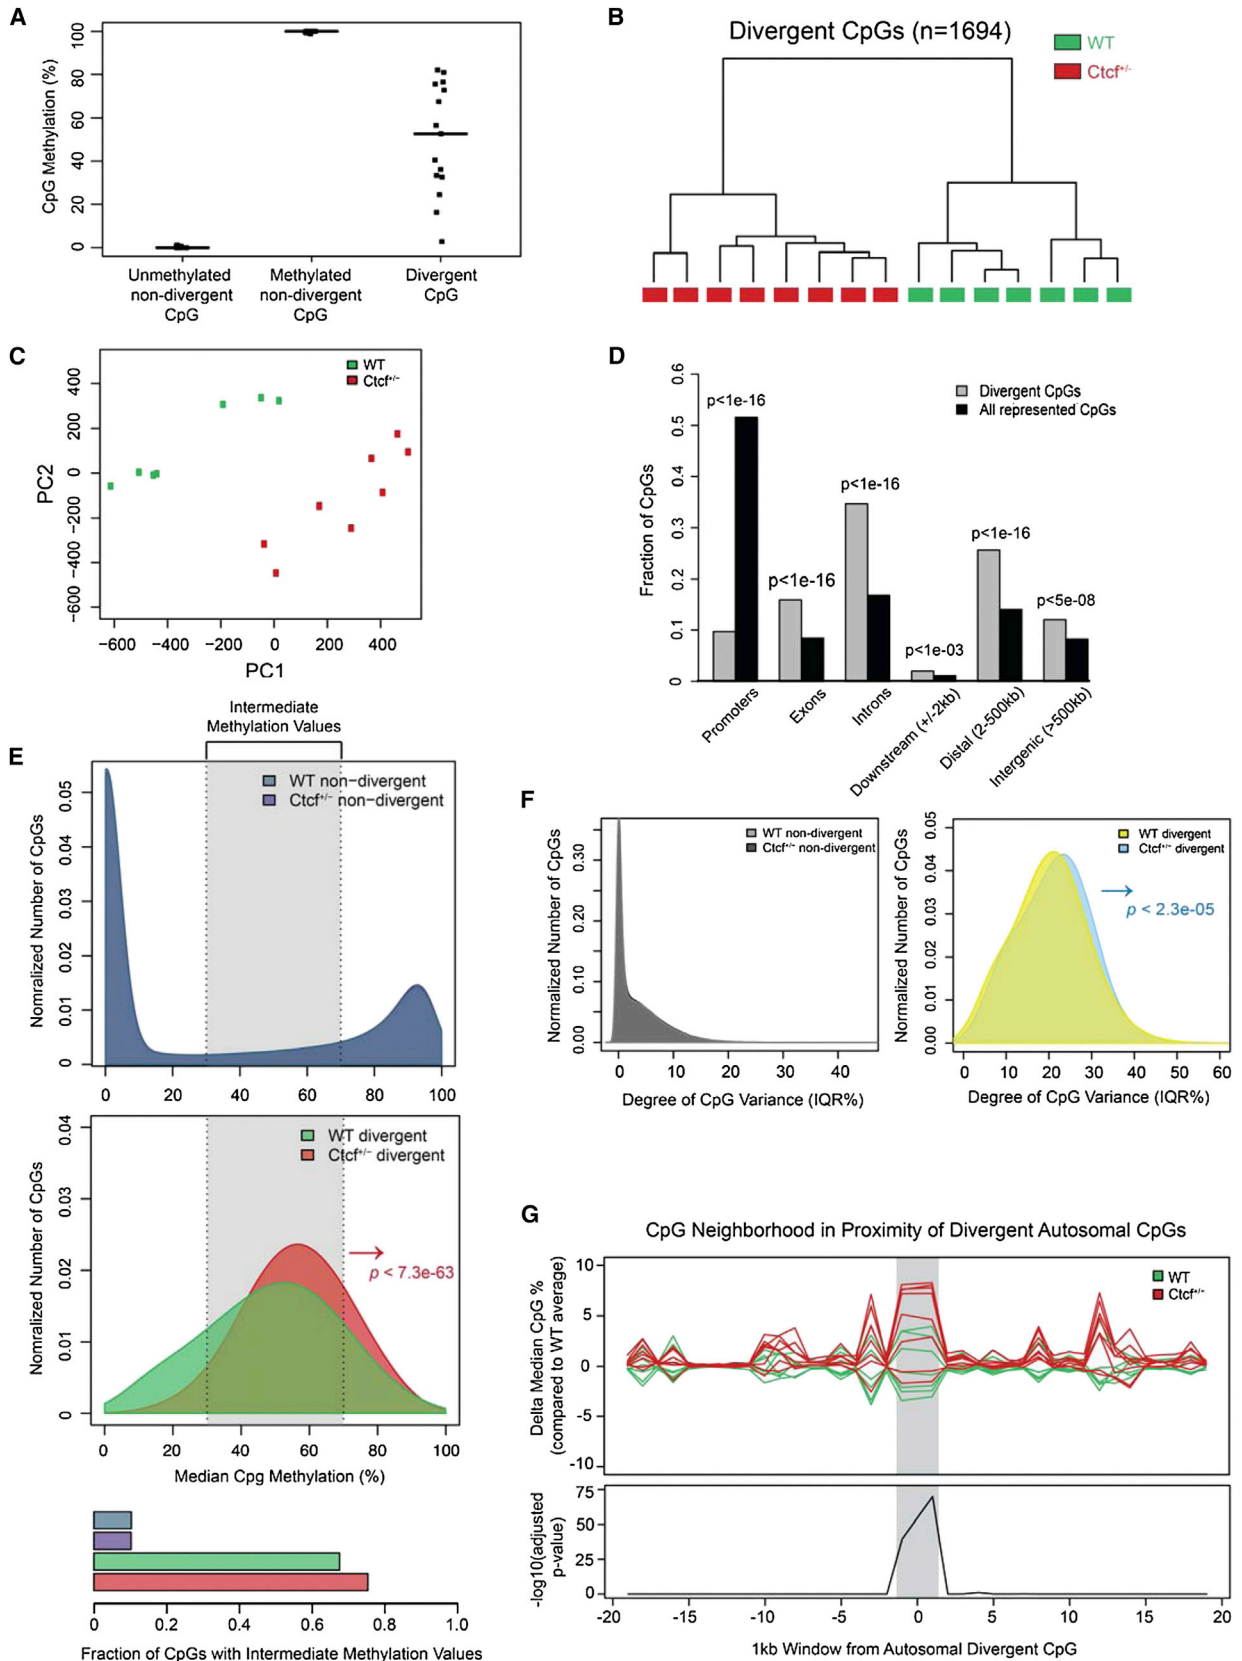 A
CpG Methylation (%)
100
80
60
40
20
0
Unmethylated
non-divergent
CpG
Methylated
non-divergent
CpG
Divergent
CpG
B
Divergent CpGs (n=1694)
WT
Ctcf+/-
C
WT
Ctcf+/−
PC2
400
200
0
−200
−400
−600
−600
−400
−200
0
200
400
PC1
D
Fraction of CpGs
0.6
0.5
0.4
0.3
0.2
0.1
0
Divergent CpGs
All represented CpGs
p<1e-16
p<1e-16
p<1e-16
p<1e-03
p<1e-16
p<5e-08
Promoters
Exons
Introns
Downstream (+/-2kb)
Distal (2-500kb)
Intergenic (>500kb)
Intermediate
Methylation Values
E
WT non−divergent
Ctcf+/− non−divergent
Nomralized Number of CpGs
0.05
0.04
0.03
0.02
0.01
0
0
20
40
60
80
100
WT divergent
Ctcf+/− divergent
p < 7.3e-63
Nomralized Number of CpGs
0.04
0.03
0.02
0.01
0
0
20
40
60
80
100
Median Cpg Methylation (%)
0
0.2
0.4
0.6
0.8
1.0
Fraction of CpGs with Intermediate Methylation Values
F
Normalized Number of CpGs
0.30
0.20
0.10
0.00
WT non-divergent
Ctcf+/− non-divergent
0
10
20
30
40
Degree of CpG Variance (IQR%)
Normalized Number of CpGs
0.05
0.04
0.03
0.02
0.01
0.00
WT divergent
Ctcf+/− divergent
p < 2.3e-05
0
10
20
30
40
50
60
Degree of CpG Variance (IQR%)
G
CpG Neighborhood in Proximity of Divergent Autosomal CpGs
Delta Median CpG %
(compared to WT average)
10
5
0
-5
-10
WT
Ctcf+/−
-log10(adjusted
p-value)
75
50
25
0
-20
-15
-10
-5
0
5
10
15
20
1kb Window from Autosomal Divergent CpG